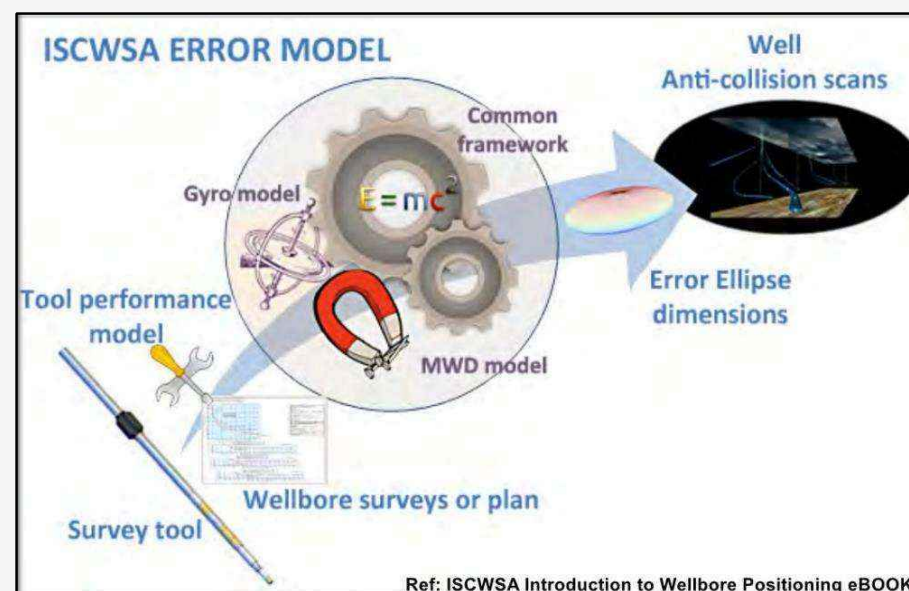 ISCWSA ERROR MODEL
Well
Anti-collision scans
Common
framework
Gyro model
E = mc²
Tool performance
model
Error Ellipse
dimensions
MWD model
Wellbore surveys or plan
Survey tool
Ref: ISCWSA Introduction to Wellbore Positioning eBOOK